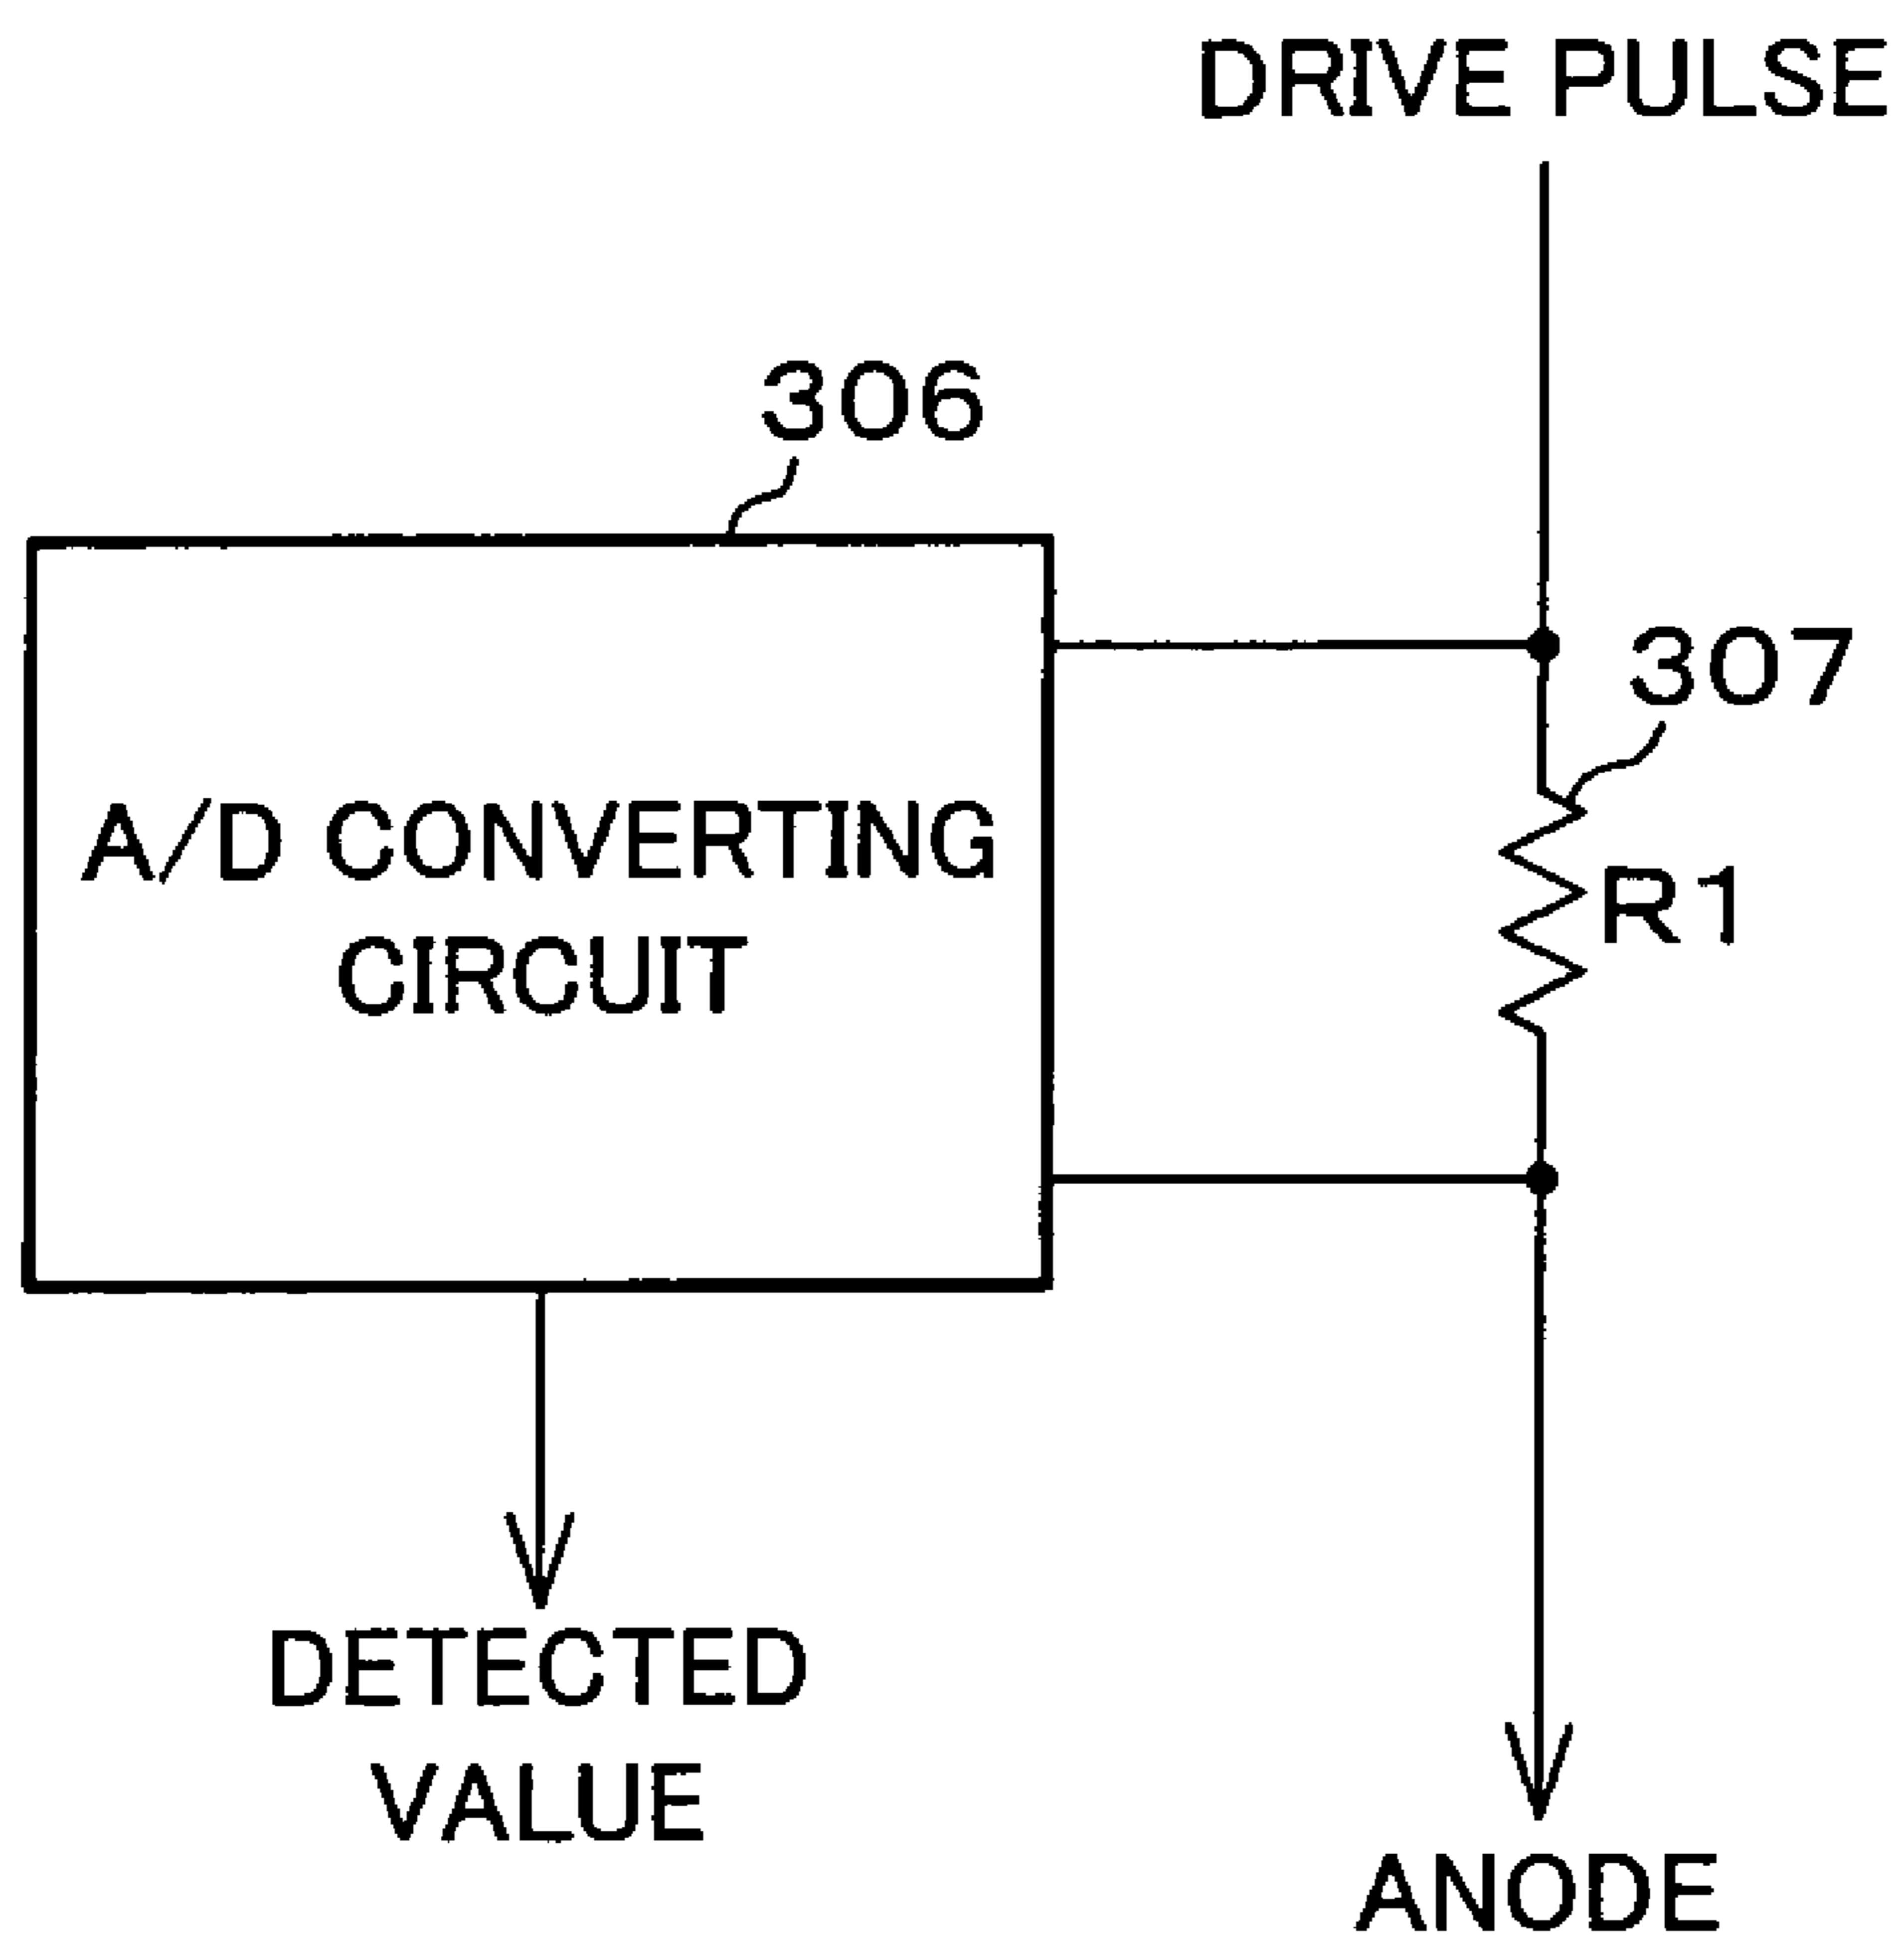 DRIVE PULSE
306
307
A/D CONVERTING
CIRCUIT
R1
DETECTED
VALUE
ANODE